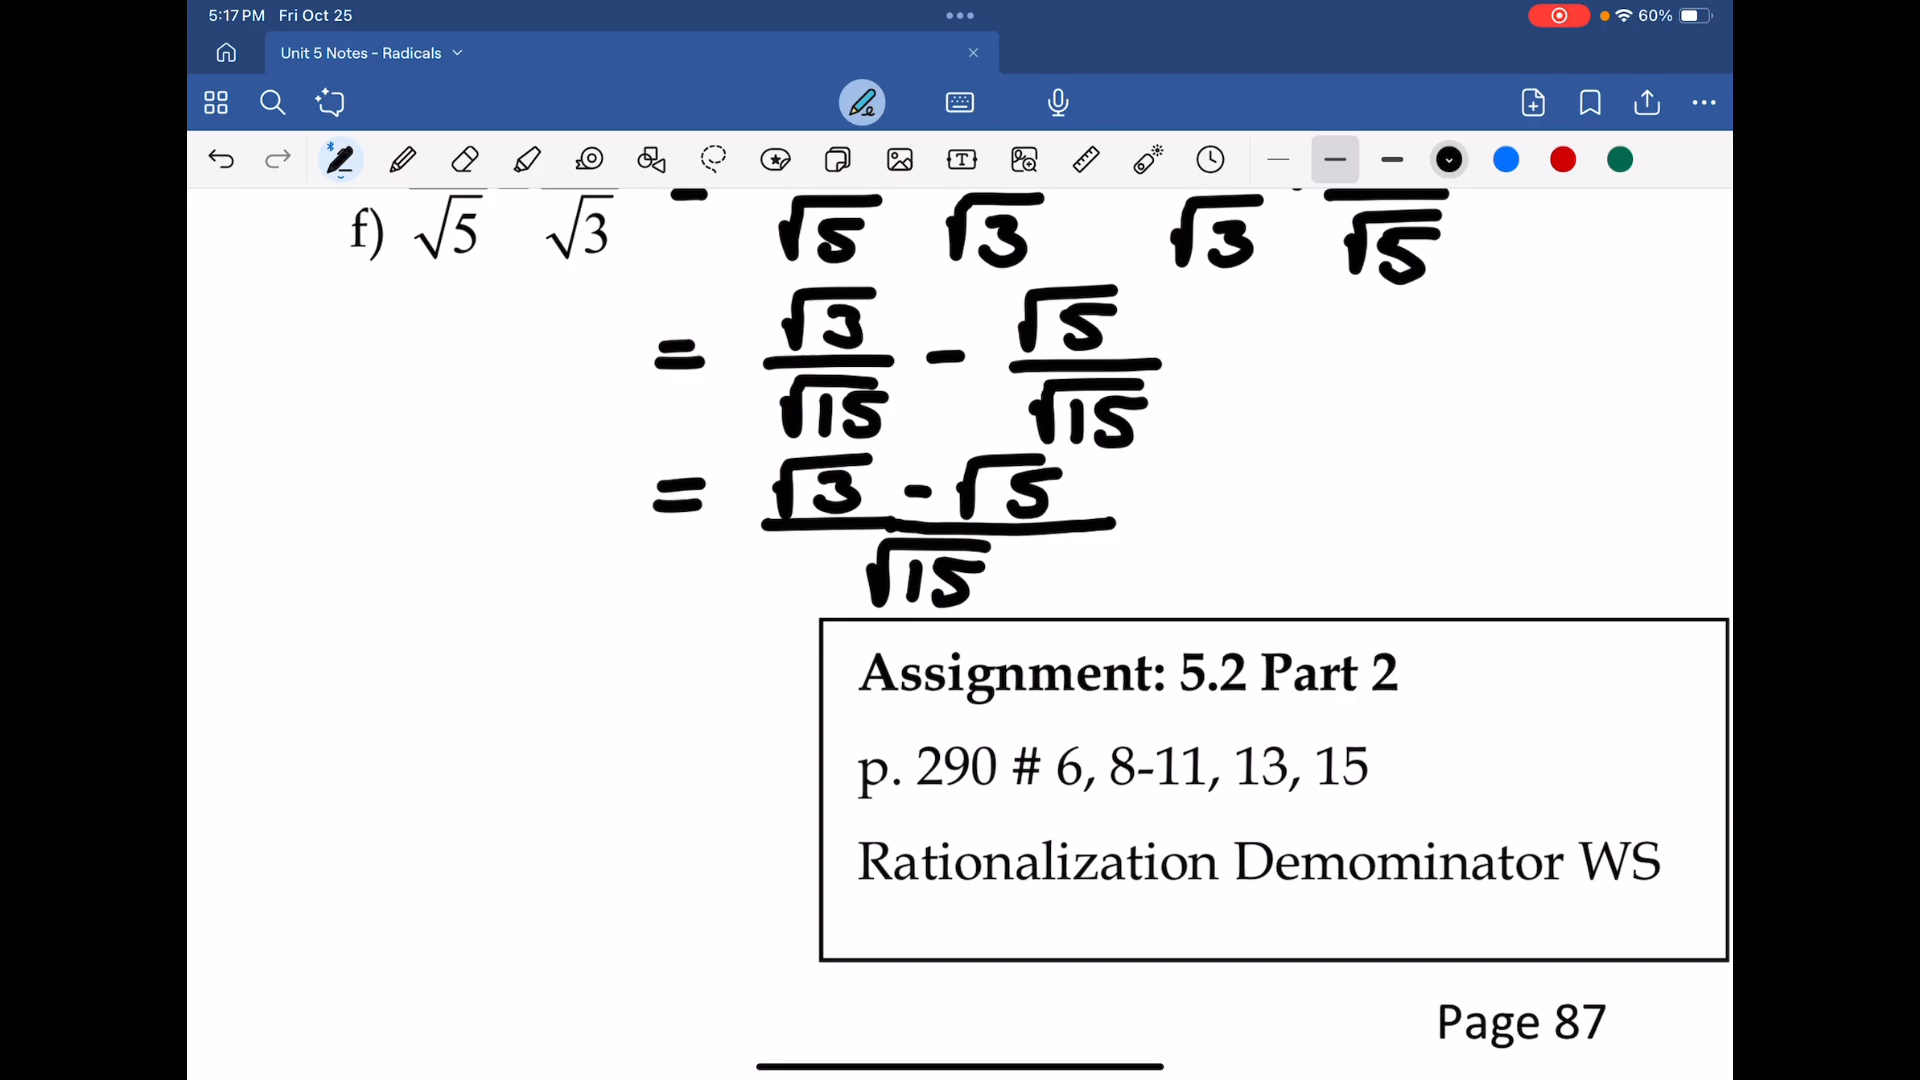 5:17 PM Fri Oct 25
60%
Unit 5 Notes - Radicals
f) √5 √3 - √5 √3 √3 · √5
= √3/√15 - √5/√15
= (√3 - √5)/√15
Assignment: 5.2 Part 2
p. 290 # 6, 8-11, 13, 15
Rationalization Demominator WS
Page 87